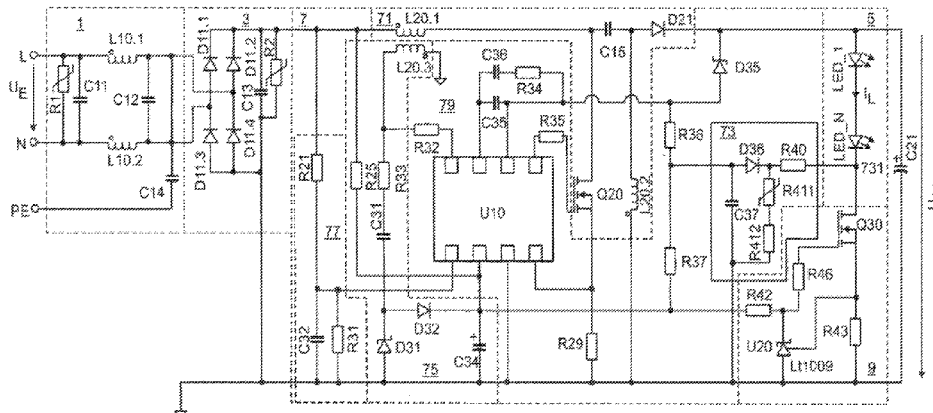 1
3
7
71
L20.1
C15
D21
5
L10.1
D11.1
D11.2
R2
L20.3
C36
R34
D35
LED_1
L
UE
R1
C11
C12
C13
79
C35
R35
iL
R36
73
D36
R40
LED_N
C21
N
L10.2
D11.3
D11.4
R32
731
C14
R21
R25
R33
U10
Q20
L20.2
C37
R411
R412
Q30
PE
77
C31
R37
R46
D32
R42
C32
R31
D31
C34
R29
U20
Lt1009
R43
75
9